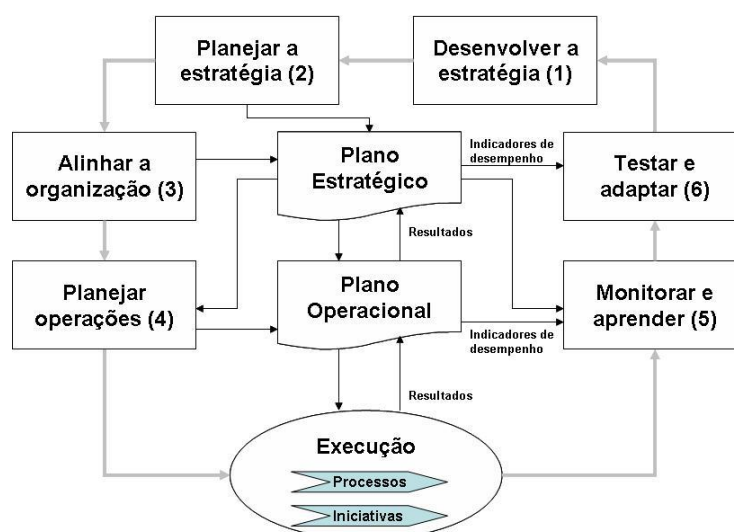 Planejar a
estratégia (2)
Desenvolver a
estratégia (1)
Alinhar a
organização (3)
Plano
Estratégico
Indicadores de
desempenho
Testar e
adaptar (6)
Resultados
Planejar
operações (4)
Plano
Operacional
Monitorar e
aprender (5)
Indicadores de
desempenho
Resultados
Execução
Processos
Iniciativas